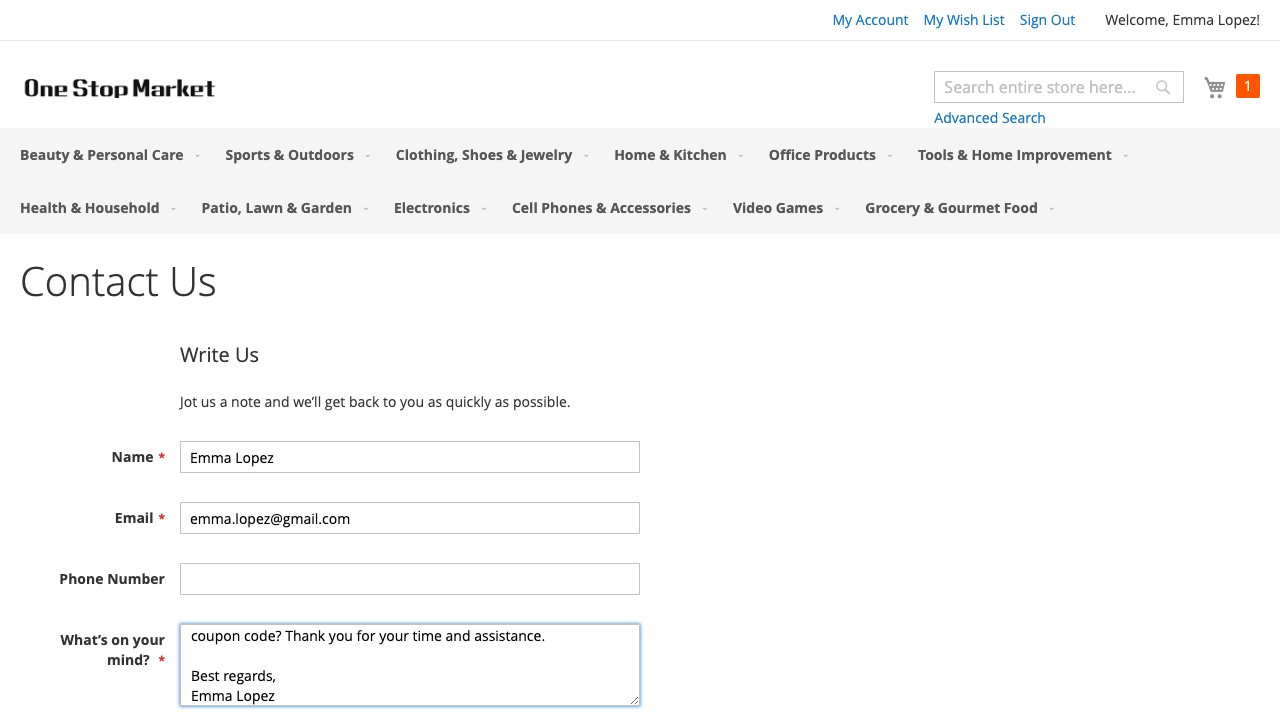 My Account My Wish List Sign Out Welcome, Emma Lopez!
One Stop Market
Search entire store here...
1
Advanced Search
Beauty & Personal Care Sports & Outdoors Clothing, Shoes & Jewelry Home & Kitchen Office Products Tools & Home Improvement
Health & Household Patio, Lawn & Garden Electronics Cell Phones & Accessories Video Games Grocery & Gourmet Food
Contact Us
Write Us
Jot us a note and we’ll get back to you as quickly as possible.
Name *
Emma Lopez
Email *
emma.lopez@gmail.com
Phone Number
What’s on your
mind? *
coupon code? Thank you for your time and assistance.
Best regards,
Emma Lopez